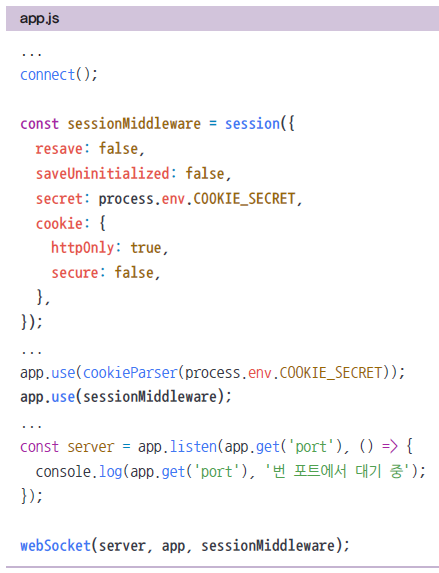 app.js
...
connect();
const sessionMiddleware = session({
  resave: false,
  saveUninitialized: false,
  secret: process.env.COOKIE_SECRET,
  cookie: {
    httpOnly: true,
    secure: false,
  },
});
...
app.use(cookieParser(process.env.COOKIE_SECRET));
app.use(sessionMiddleware);
...
const server = app.listen(app.get('port'), () => {
  console.log(app.get('port'), '번 포트에서 대기 중');
});
webSocket(server, app, sessionMiddleware);